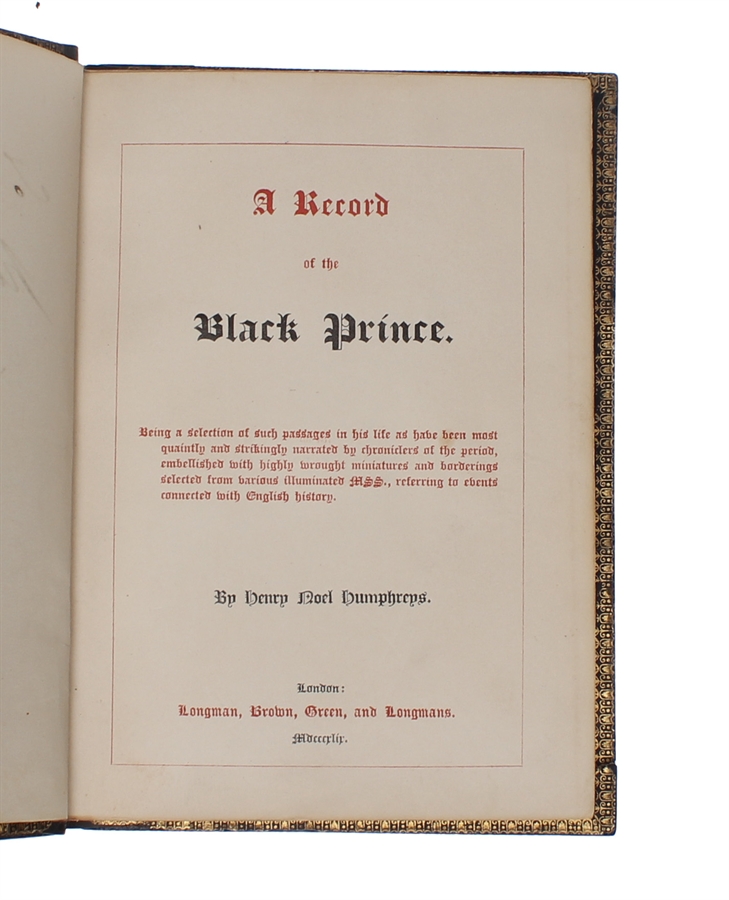 A Record
of the
Black Prince.
Being a selection of such passages in his life as have been most
quaintly and strikingly narrated by chroniclers of the period,
embellished with highly wrought miniatures and borderings
selected from various illuminated MSS., referring to events
connected with English history.
By Henry Noel Humphreys.
London:
Longman, Brown, Green, and Longmans.
Mdcccxlix.